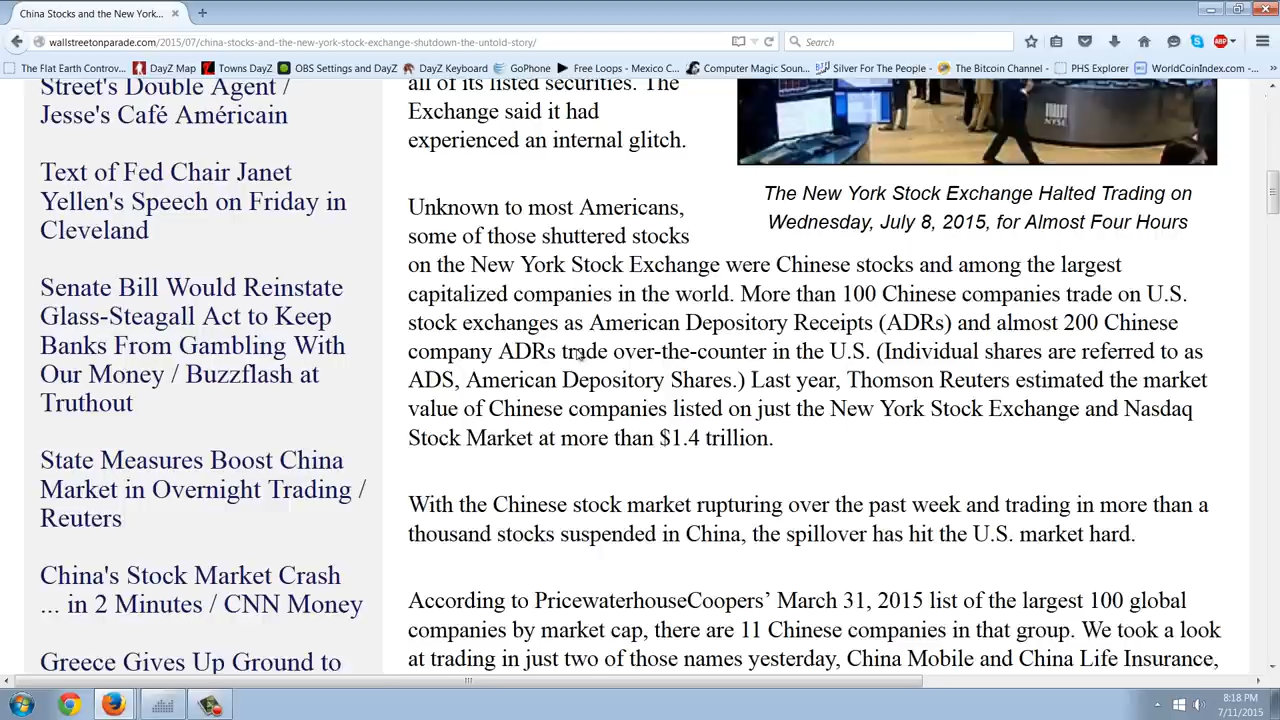 China Stocks and the New York...
wallstreetonparade.com/2015/07/china-stocks-and-the-new-york-stock-exchange-shutdown-the-untold-story/
Search
ABP
The Flat Earth Controv... DayZ Map Towns DayZ OBS Settings and DayZ DayZ Keyboard GoPhone Free Loops - Mexico C... Computer Magic Soun... Silver For The People - ... The Bitcoin Channel - ... PHS Explorer WorldCoinIndex.com -...
Street's Double Agent /
Jesse's Café Américain
Text of Fed Chair Janet
Yellen's Speech on Friday in
Cleveland
Senate Bill Would Reinstate
Glass-Steagall Act to Keep
Banks From Gambling With
Our Money / Buzzflash at
Truthout
State Measures Boost China
Market in Overnight Trading /
Reuters
China's Stock Market Crash
... in 2 Minutes / CNN Money
Greece Gives Up Ground to
all of its listed securities. The
Exchange said it had
experienced an internal glitch.
NYSE
The New York Stock Exchange Halted Trading on
Wednesday, July 8, 2015, for Almost Four Hours
Unknown to most Americans,
some of those shuttered stocks
on the New York Stock Exchange were Chinese stocks and among the largest
capitalized companies in the world. More than 100 Chinese companies trade on U.S.
stock exchanges as American Depository Receipts (ADRs) and almost 200 Chinese
company ADRs trade over-the-counter in the U.S. (Individual shares are referred to as
ADS, American Depository Shares.) Last year, Thomson Reuters estimated the market
value of Chinese companies listed on just the New York Stock Exchange and Nasdaq
Stock Market at more than $1.4 trillion.
With the Chinese stock market rupturing over the past week and trading in more than a
thousand stocks suspended in China, the spillover has hit the U.S. market hard.
According to PricewaterhouseCoopers’ March 31, 2015 list of the largest 100 global
companies by market cap, there are 11 Chinese companies in that group. We took a look
at trading in just two of those names yesterday, China Mobile and China Life Insurance,
8:18 PM
7/11/2015